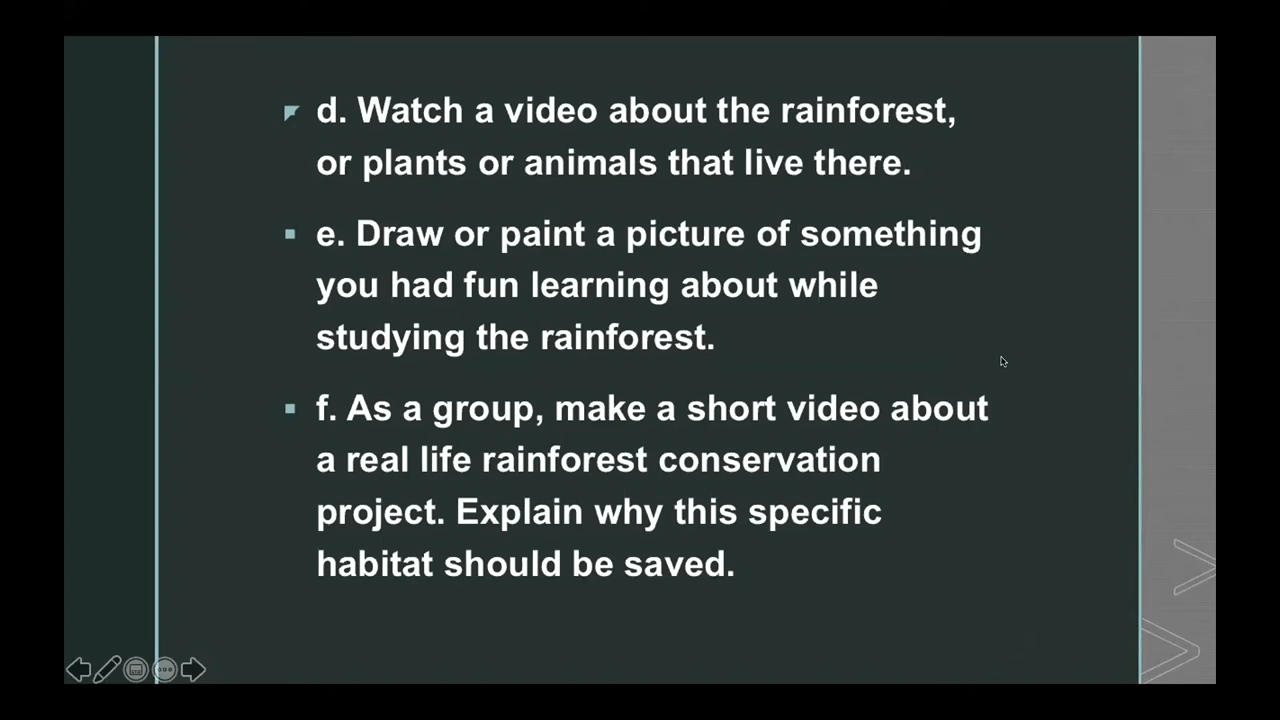 d. Watch a video about the rainforest,
or plants or animals that live there.
e. Draw or paint a picture of something
you had fun learning about while
studying the rainforest.
f. As a group, make a short video about
a real life rainforest conservation
project. Explain why this specific
habitat should be saved.